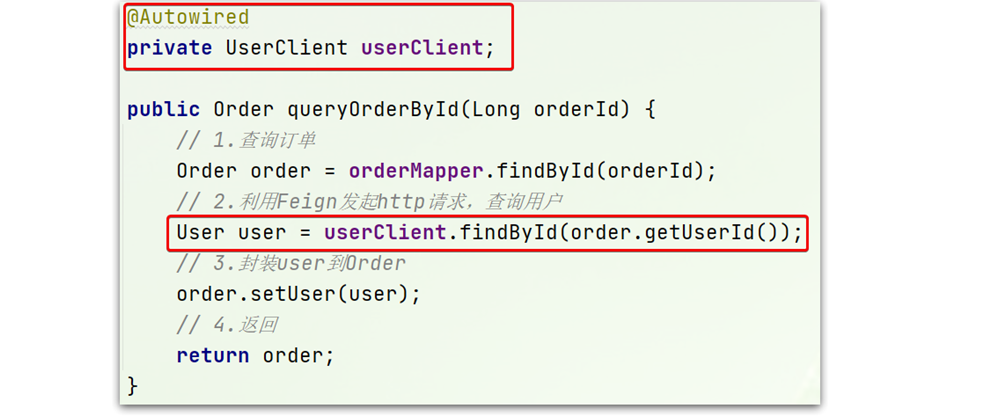 @Autowired
private UserClient userClient;
public Order queryOrderById(Long orderId) {
// 1.查询订单
Order order = orderMapper.findById(orderId);
// 2.利用Feign发起http请求，查询用户
User user = userClient.findById(order.getUserId());
// 3.封装user到Order
order.setUser(user);
// 4.返回
return order;
}